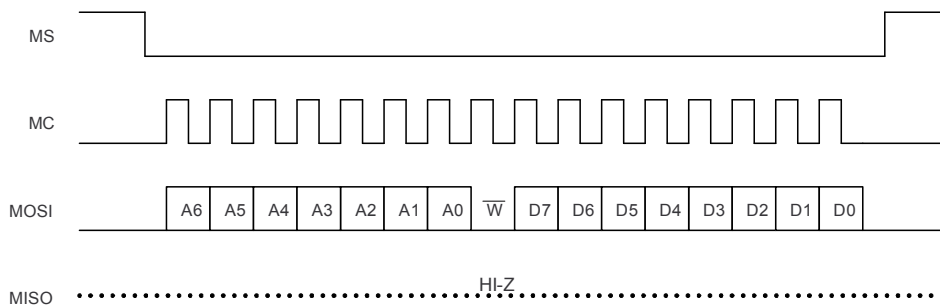 MS
MC
MOSI A6 A5 A4 A3 A2 A1 A0 W̅ D7 D6 D5 D4 D3 D2 D1 D0
HI-Z
MISO